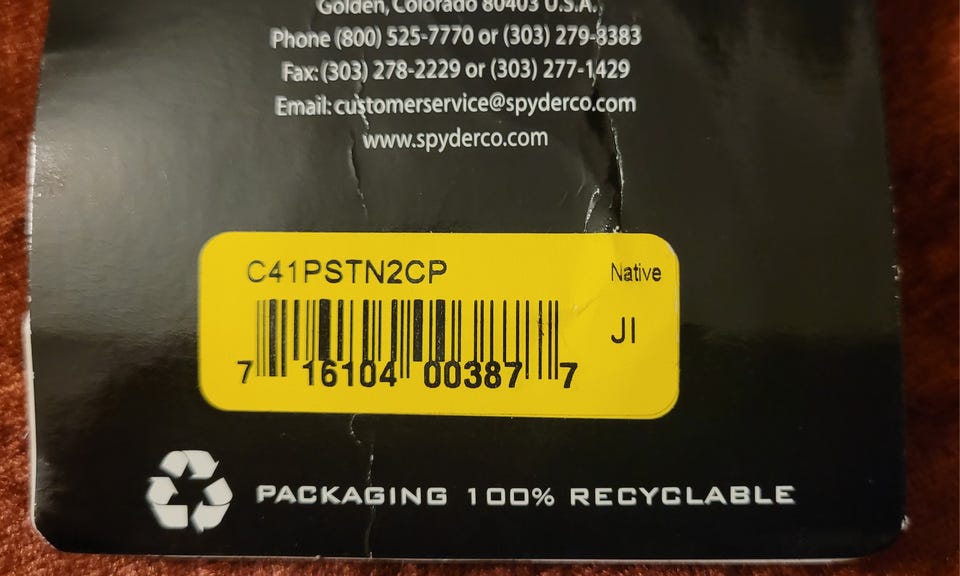 Golden, Colorado 80403 U.S.A.
Phone (800) 525-7770 or (303) 279-8383
Fax: (303) 278-2229 or (303) 277-1429
Email: customerservice@spyderco.com
www.spyderco.com
C41PSTN2CP Native
JI
7 16104 00387 7
PACKAGING 100% RECYCLABLE